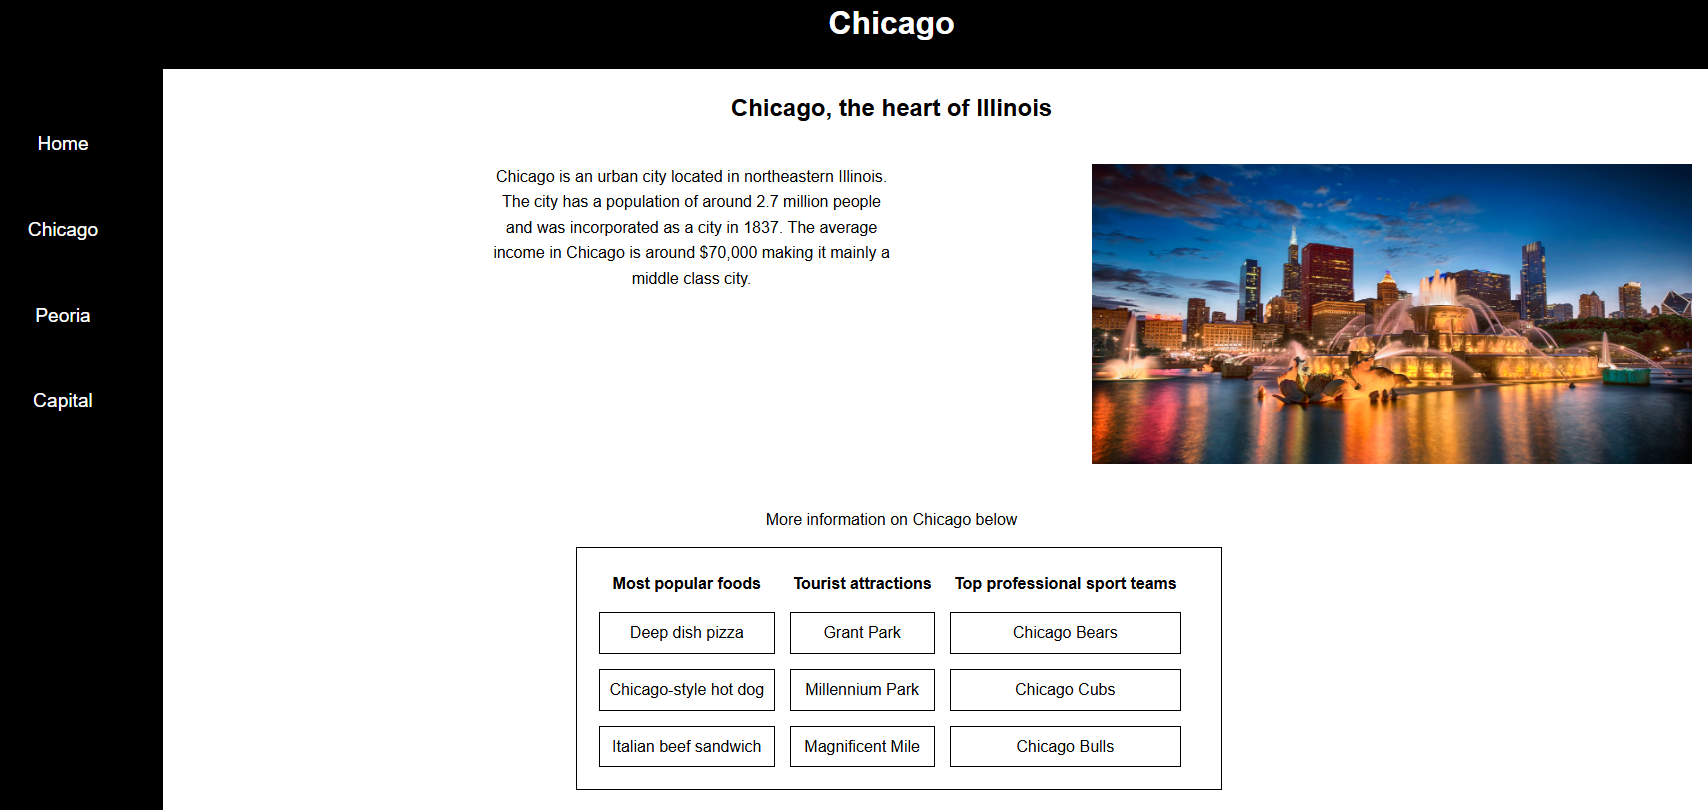 Chicago
Home
Chicago
Peoria
Capital
Chicago, the heart of Illinois
Chicago is an urban city located in northeastern Illinois.
The city has a population of around 2.7 million people
and was incorporated as a city in 1837. The average
income in Chicago is around $70,000 making it mainly a
middle class city.
More information on Chicago below
Most popular foods Tourist attractions Top professional sport teams
Deep dish pizza Grant Park Chicago Bears
Chicago-style hot dog Millennium Park Chicago Cubs
Italian beef sandwich Magnificent Mile Chicago Bulls